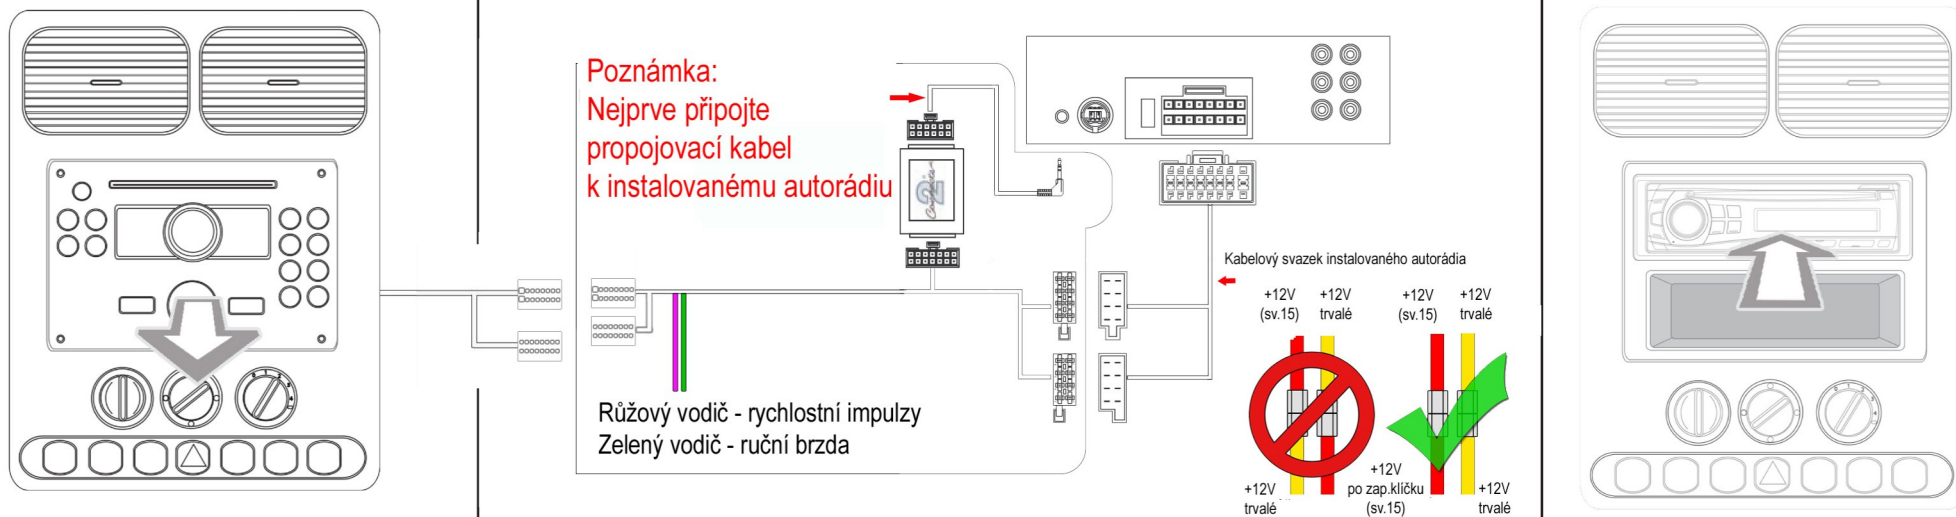 Poznámka:
Nejprve připojte
propojovací kabel
k instalovanému autorádiu
Růžový vodič - rychlostní impulzy
Zelený vodič - ruční brzda
Kabelový svazek instalovaného autorádia
+12V +12V +12V +12V
(sv.15) trvalé (sv.15) trvalé
+12V
trvalé
+12V
po zap.klíčku
(sv.15)
+12V
trvalé